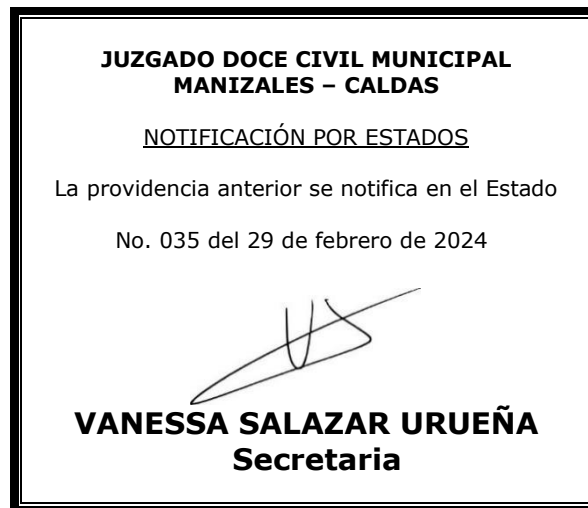 JUZGADO DOCE CIVIL MUNICIPAL
MANIZALES – CALDAS
NOTIFICACIÓN POR ESTADOS
La providencia anterior se notifica en el Estado
No. 035 del 29 de febrero de 2024
VANESSA SALAZAR URUEÑA
Secretaria